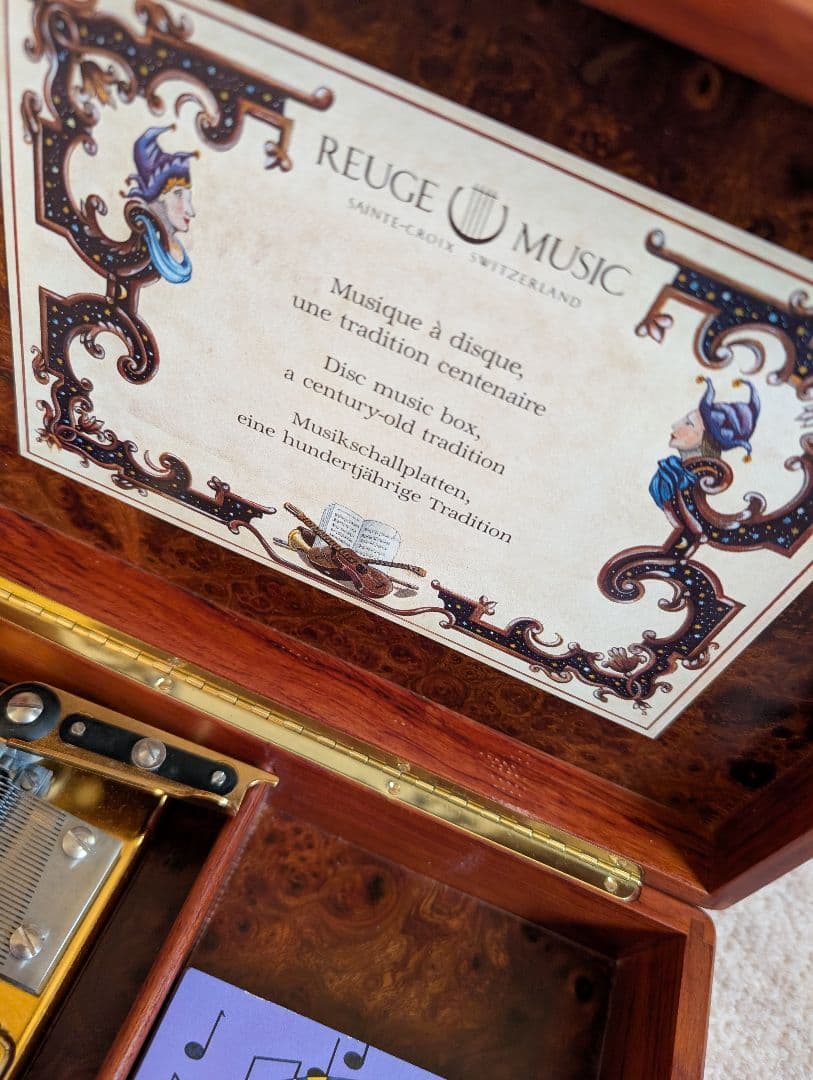 REUGE MUSIC
SAINTE-CROIX SWITZERLAND
Musique à disque,
une tradition centenaire
Disc music box,
a century-old tradition
Musikschallplatten,
eine hundertjährige Tradition